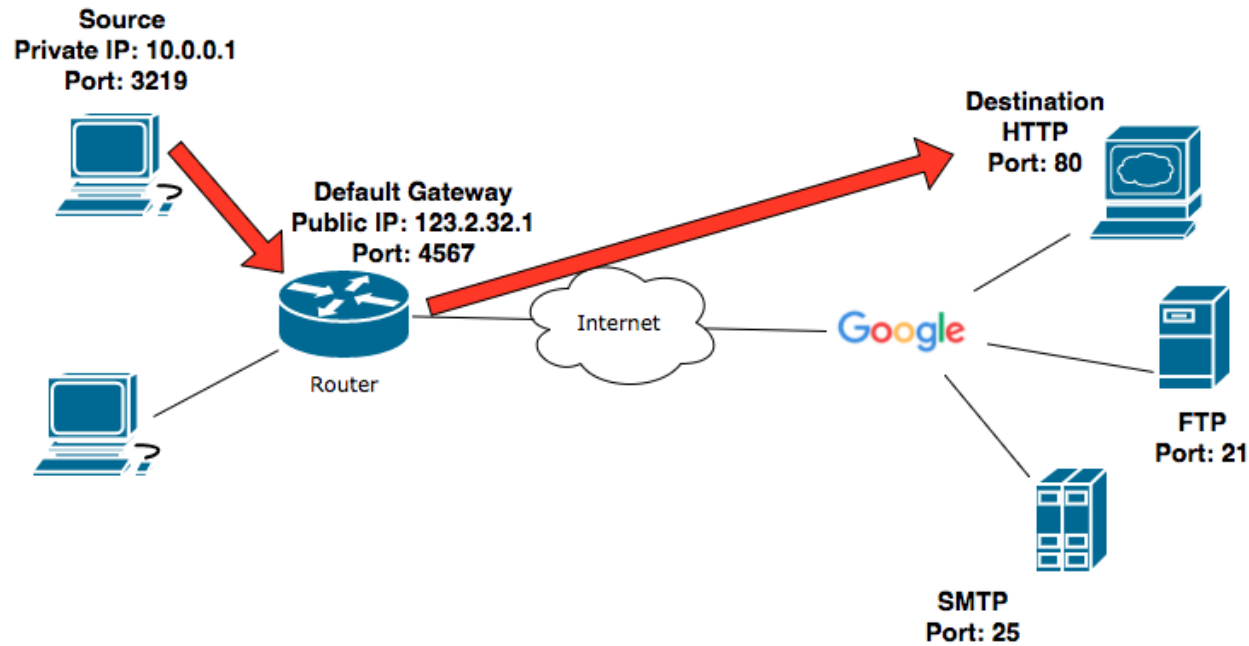 Source
Private IP: 10.0.0.1
Port: 3219
Destination
HTTP
Port: 80
Default Gateway
Public IP: 123.2.32.1
Port: 4567
Internet
Google
Router
FTP
Port: 21
SMTP
Port: 25